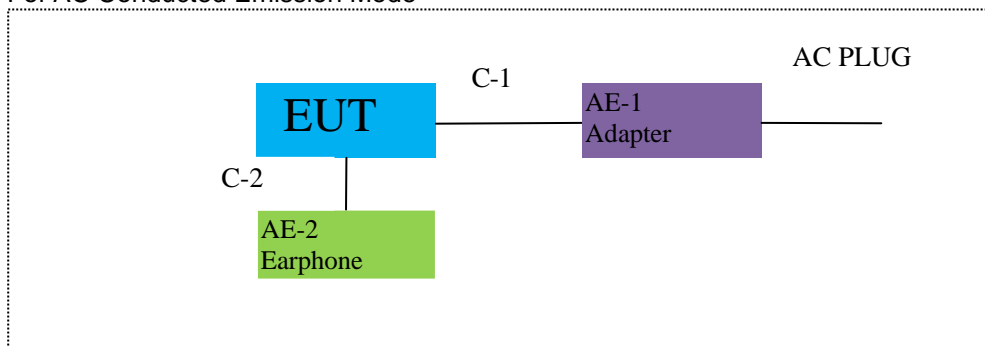 For AC Conducted Emission Mode
AC PLUG
C-1
EUT
AE-1
Adapter
C-2
AE-2
Earphone